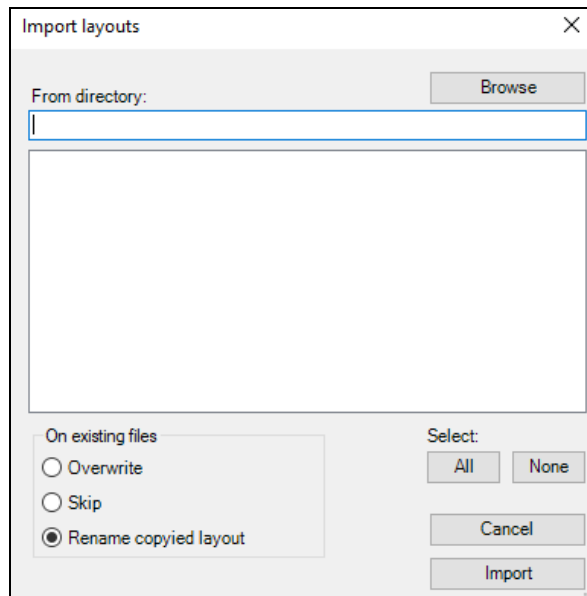 Import layouts
Browse
From directory:
On existing files
Overwrite
Skip
Rename copyied layout
Select:
All None
Cancel
Import